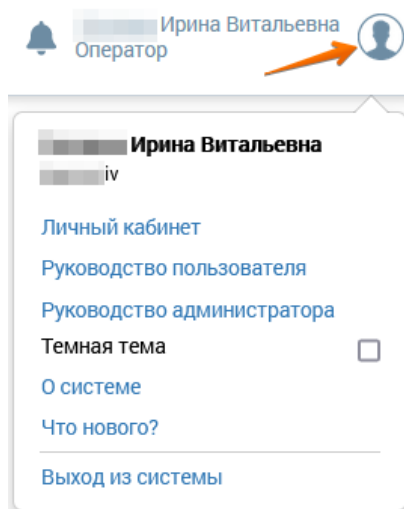 Ирина Витальевна
Оператор
Ирина Витальевна
iv
Личный кабинет
Руководство пользователя
Руководство администратора
Темная тема
О системе
Что нового?
Выход из системы